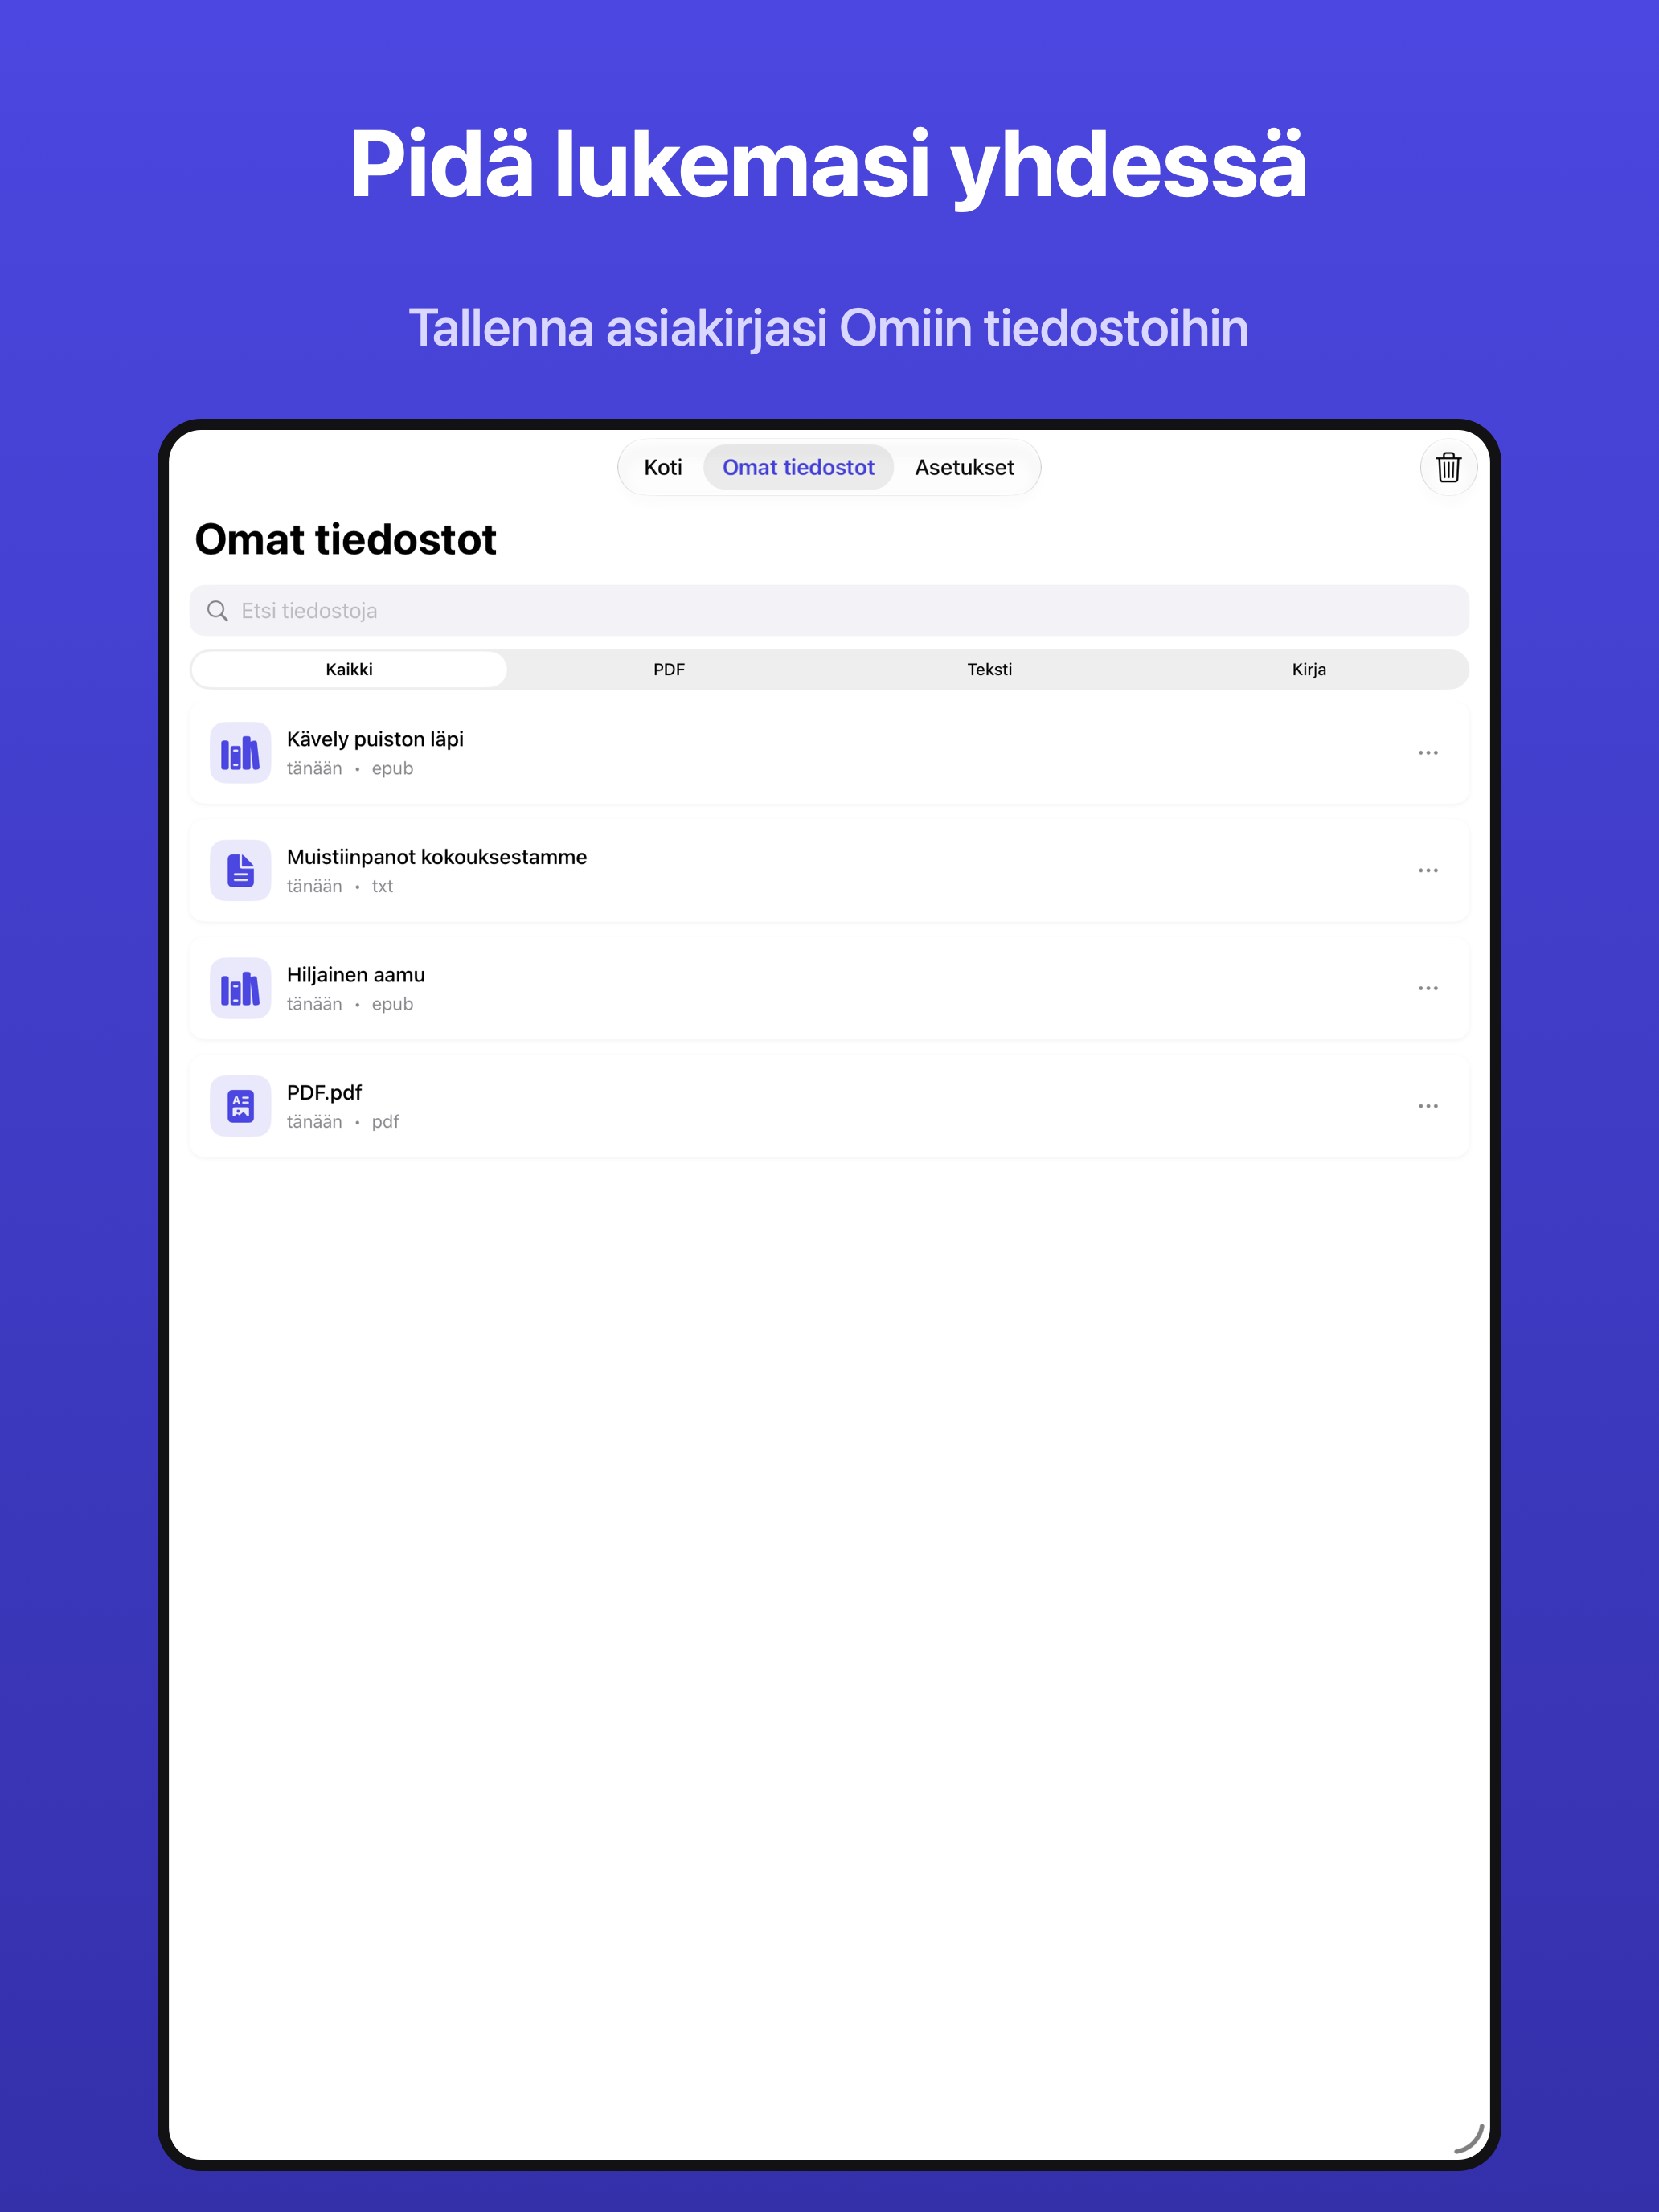 Pidä lukemasi yhdessä
Tallenna asiakirjasi Omiin tiedostoihin
Koti Omat tiedostot Asetukset
Omat tiedostot
Etsi tiedostoja
Kaikki PDF Teksti Kirja
Kävely puiston läpi
tänään • epub
Muistiinpanot kokouksestamme
tänään • txt
Hiljainen aamu
tänään • epub
PDF.pdf
tänään • pdf